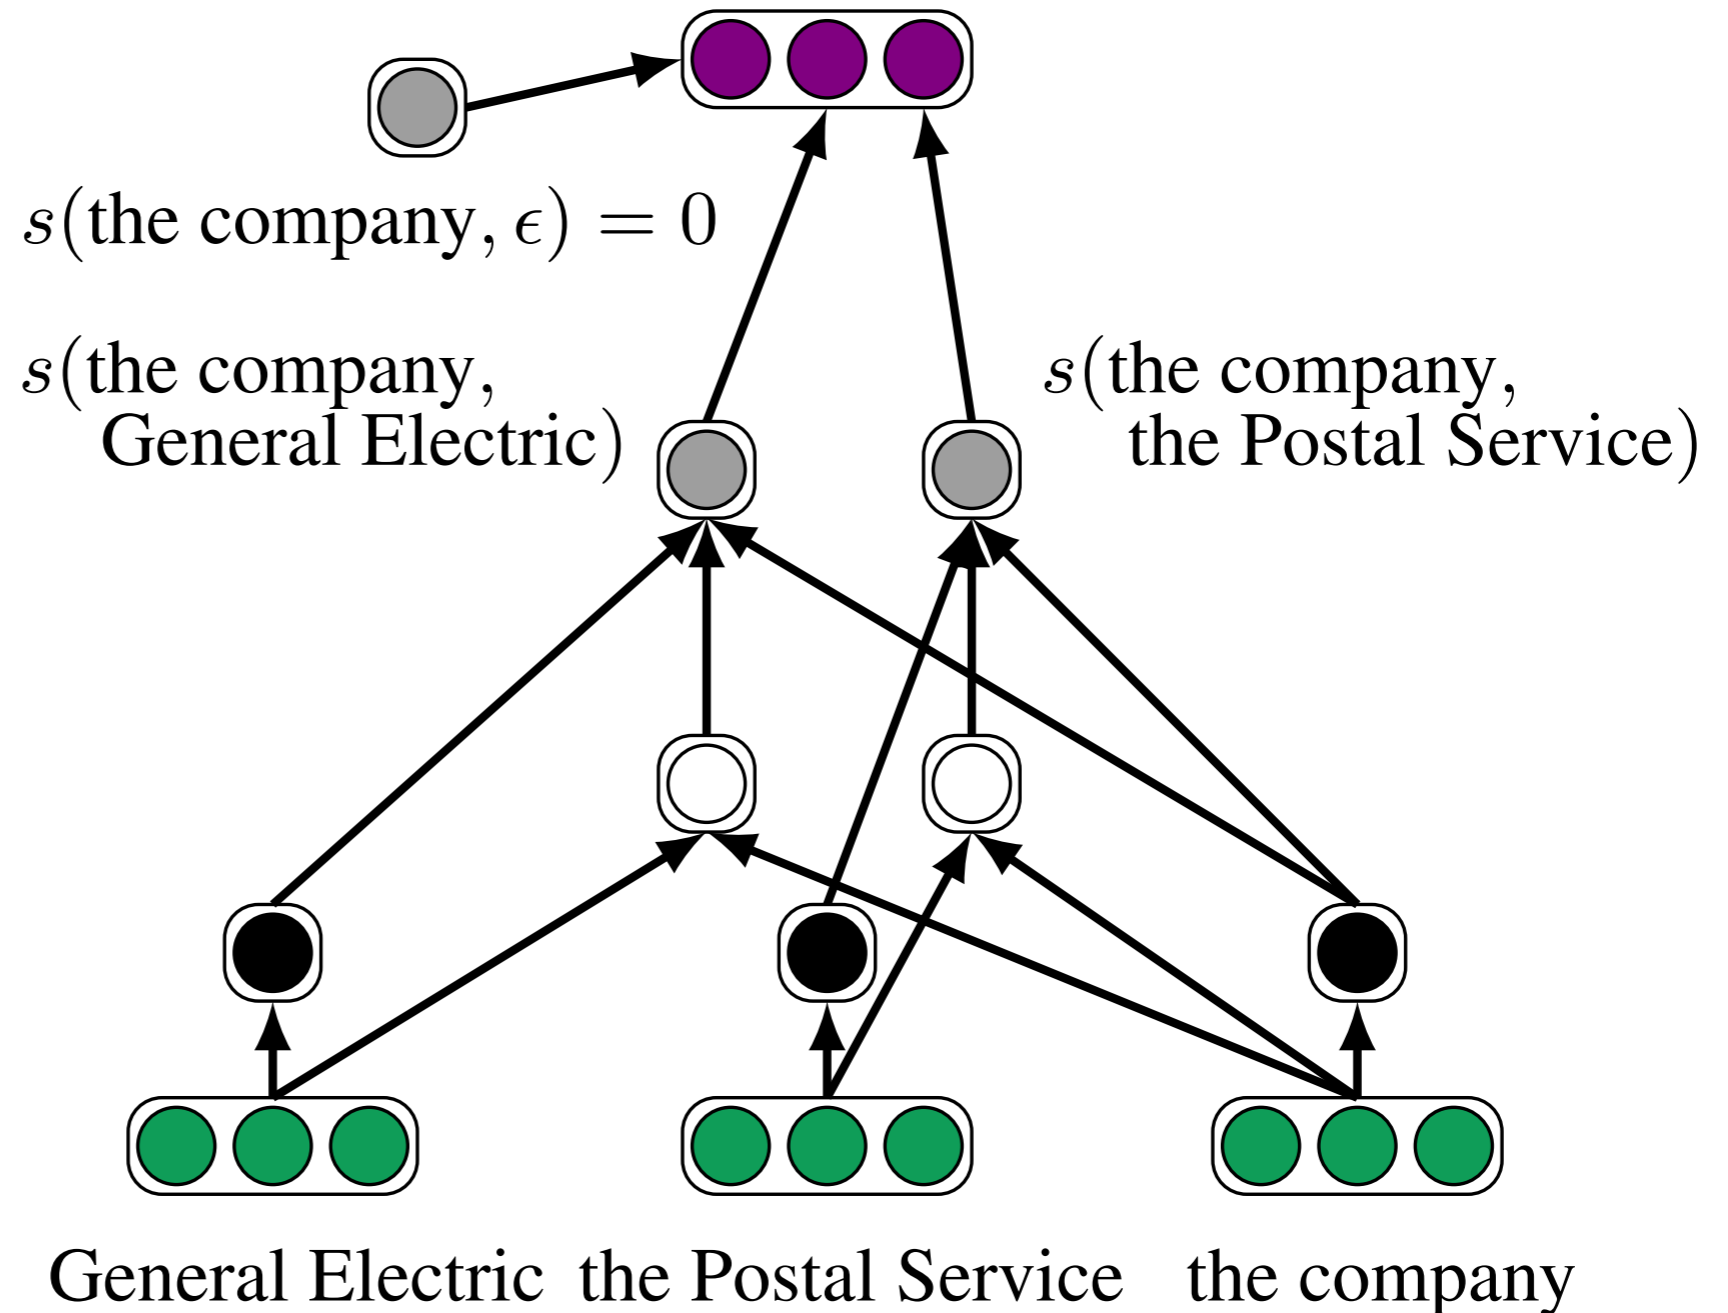 s(the company, ϵ) = 0
s(the company,
General Electric)
s(the company,
the Postal Service)
General Electric the Postal Service the company